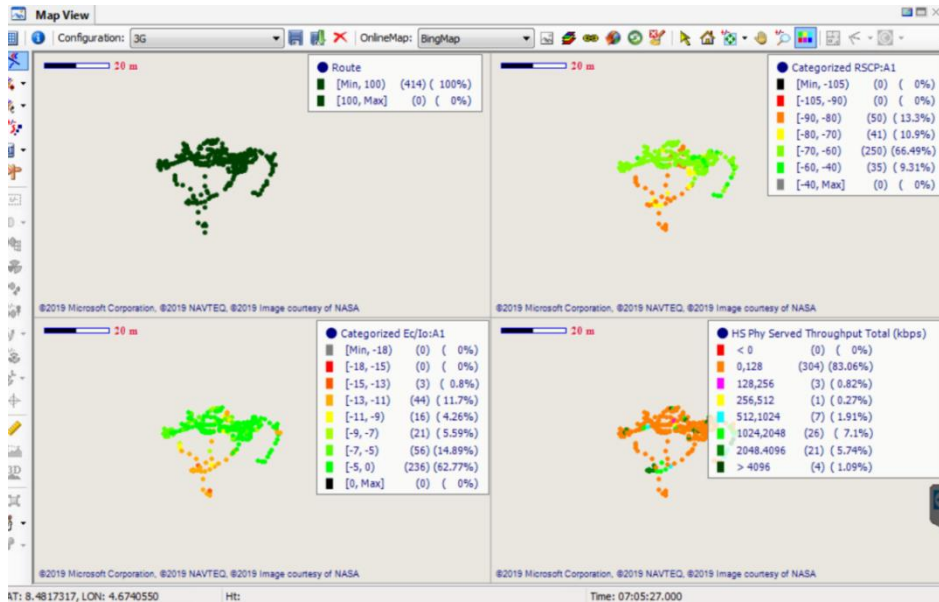 Map View
Configuration: 3G OnlineMap: BingMap
20 m
Route
[Min, 100) (414) ( 100%)
[100, Max] (0) ( 0%)
©2019 Microsoft Corporation, ©2019 NAVTEQ, ©2019 Image courtesy of NASA
20 m
Categorized RSCP:A1
[Min, -105) (0) ( 0%)
[-105, -90) (0) ( 0%)
[-90, -80) (50) ( 13.3%)
[-80, -70) (41) ( 10.9%)
[-70, -60) (250) (66.49%)
[-60, -40) (35) ( 9.31%)
[-40, Max] (0) ( 0%)
©2019 Microsoft Corporation, ©2019 NAVTEQ, ©2019 Image courtesy of NASA
20 m
Categorized Ec/Io:A1
[Min, -18) (0) ( 0%)
[-18, -15) (0) ( 0%)
[-15, -13) (3) ( 0.8%)
[-13, -11) (44) ( 11.7%)
[-11, -9) (16) ( 4.26%)
[-9, -7) (21) ( 5.59%)
[-7, -5) (56) (14.89%)
[-5, 0) (236) (62.77%)
[0, Max] (0) ( 0%)
©2019 Microsoft Corporation, ©2019 NAVTEQ, ©2019 Image courtesy of NASA
20 m
HS Phy Served Throughput Total (kbps)
< 0 (0) ( 0%)
0,128 (304) (83.06%)
128,256 (3) ( 0.82%)
256,512 (1) ( 0.27%)
512,1024 (7) ( 1.91%)
1024,2048 (26) ( 7.1%)
2048.4096 (21) ( 5.74%)
> 4096 (4) ( 1.09%)
©2019 Microsoft Corporation, ©2019 NAVTEQ, ©2019 Image courtesy of NASA
3D
AT: 8.4817317, LON: 4.6740550 Ht: Time: 07:05:27.000